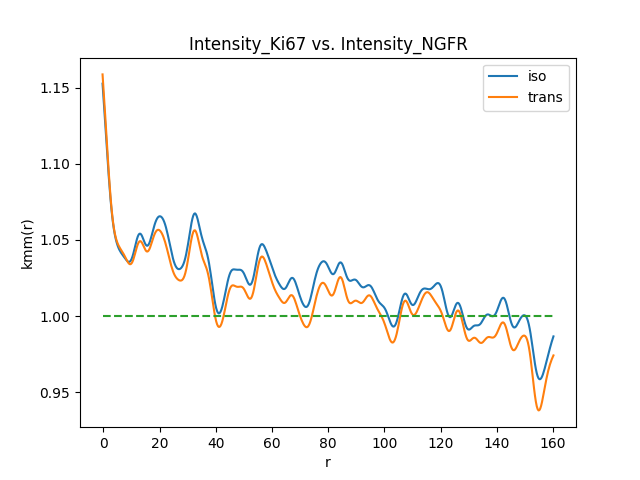 Intensity_Ki67 vs. Intensity_NGFR
iso
trans
kmm(r)
1.15
1.10
1.05
1.00
0.95
0 20 40 60 80 100 120 140 160
r